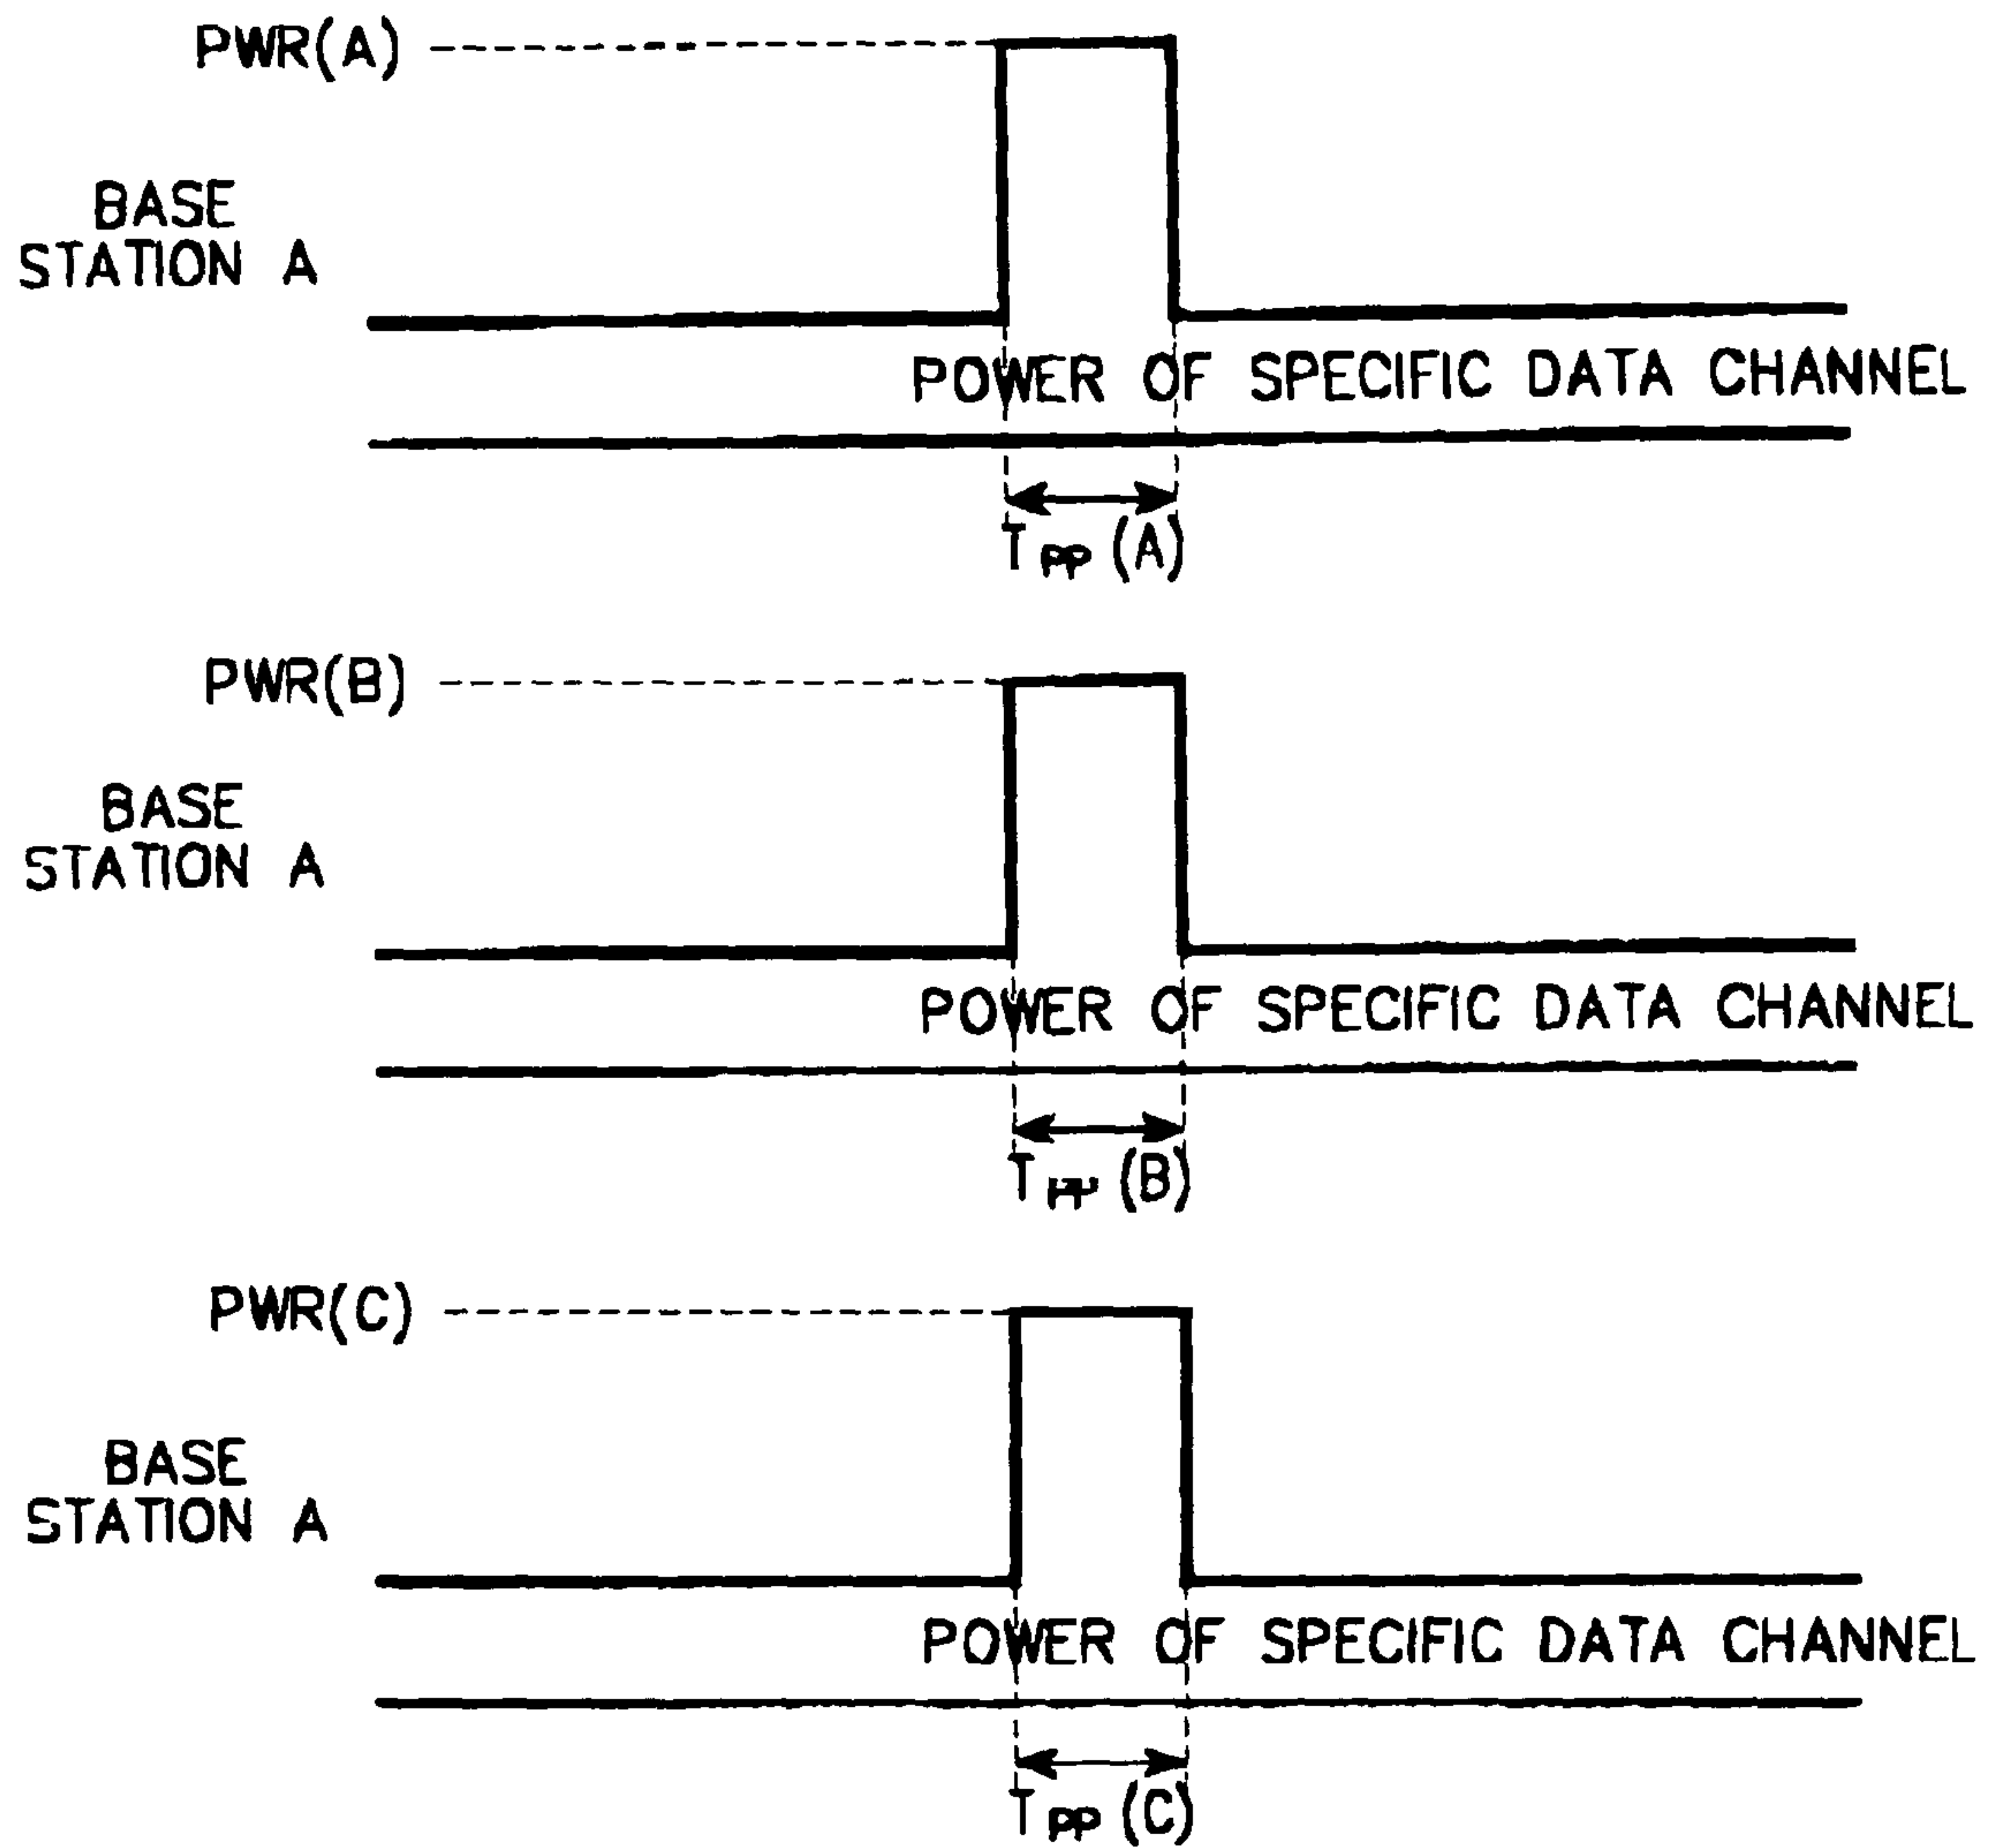 PWR(A)
BASE
STATION A
POWER OF SPECIFIC DATA CHANNEL
Tpp (A)
PWR(B)
BASE
STATION A
POWER OF SPECIFIC DATA CHANNEL
Tpp (B)
PWR(C)
BASE
STATION A
POWER OF SPECIFIC DATA CHANNEL
Tpp (C)